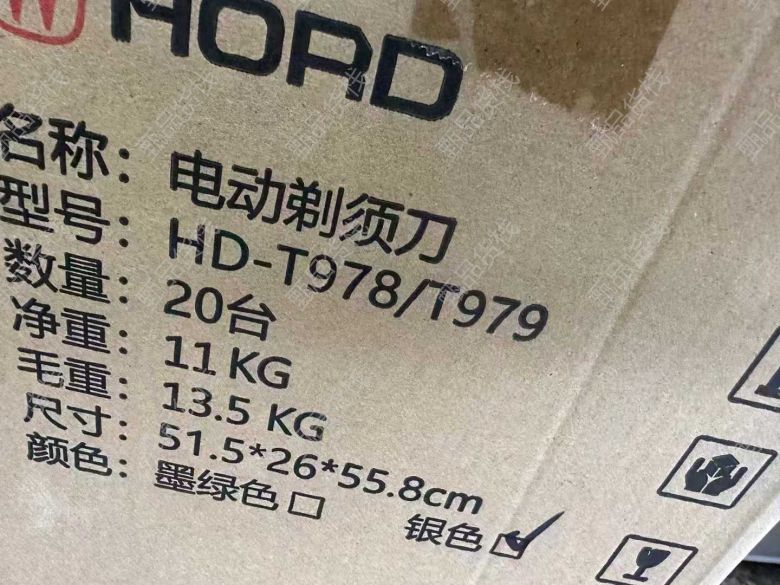 HORD
名称：电动剃须刀
型号：HD-T978/T979
数量：20台
净重：11KG
毛重：13.5 KG
尺寸：51.5*26*55.8cm
颜色：墨绿色□ 银色☑